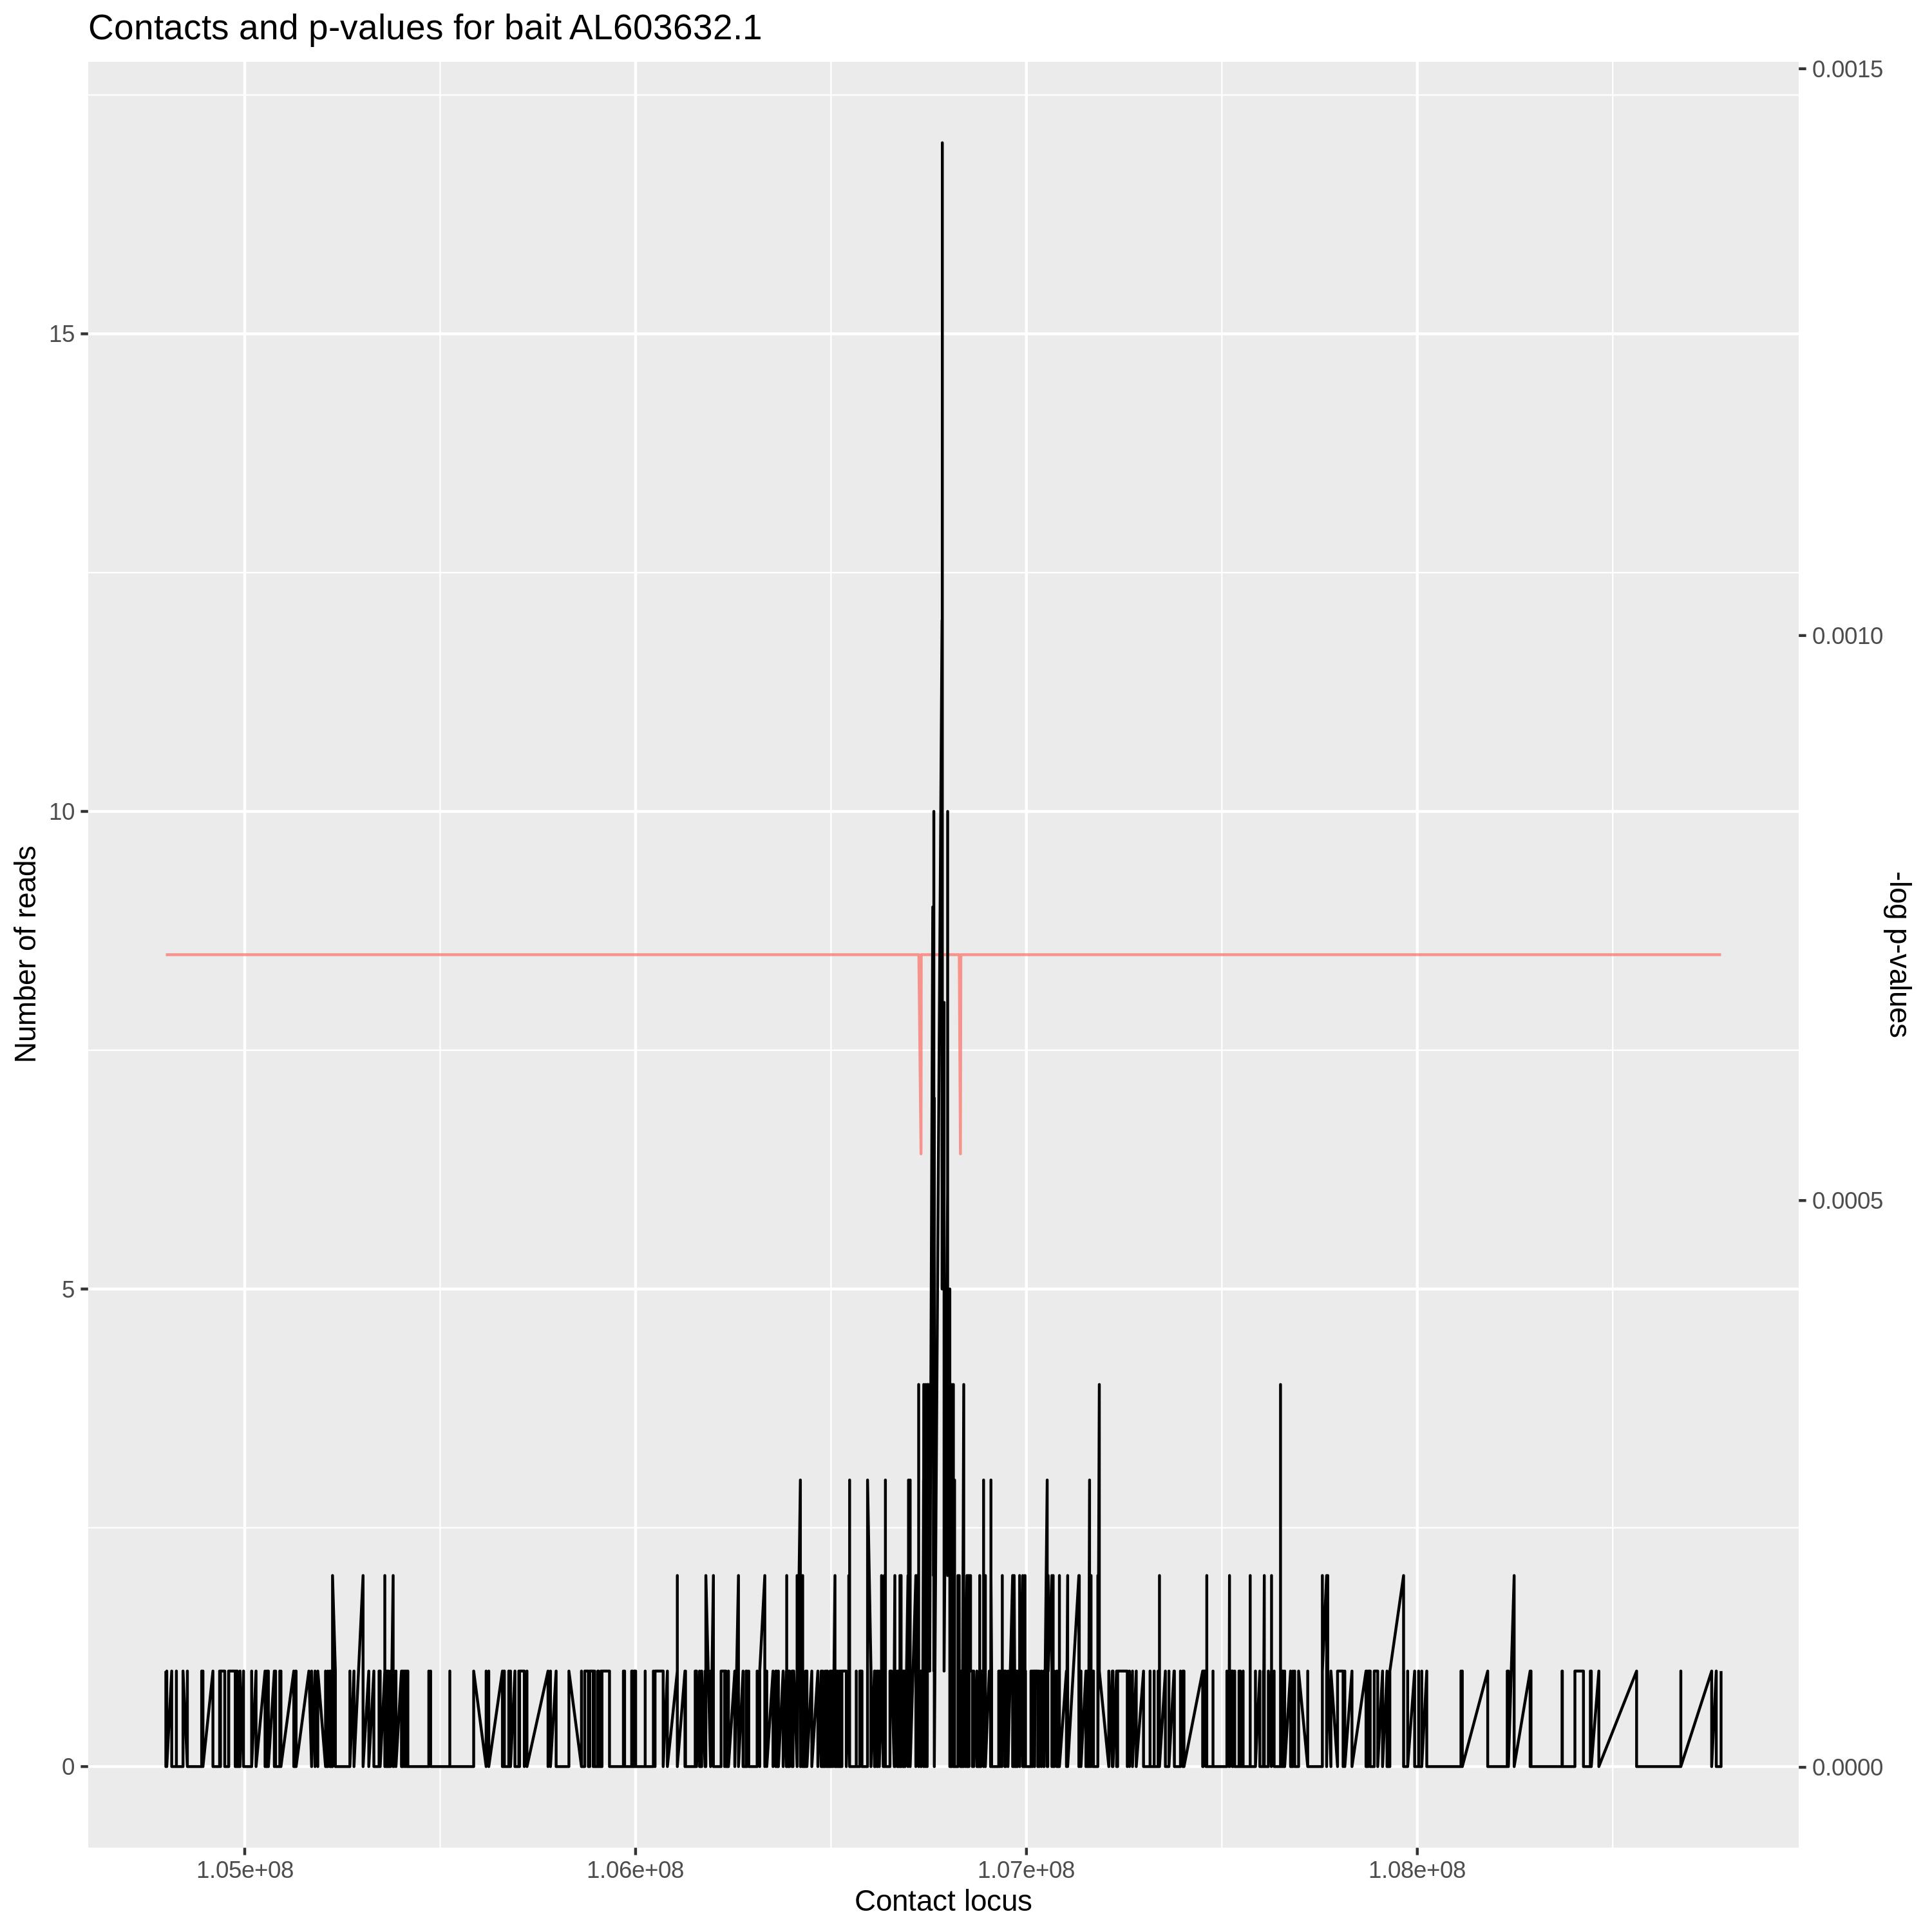 Contacts and p-values for bait AL603632.1
15
10
5
0
Number of reads
0.0015
0.0010
0.0005
0.0000
-log p-values
1.05e+08
1.06e+08
1.07e+08
1.08e+08
Contact locus